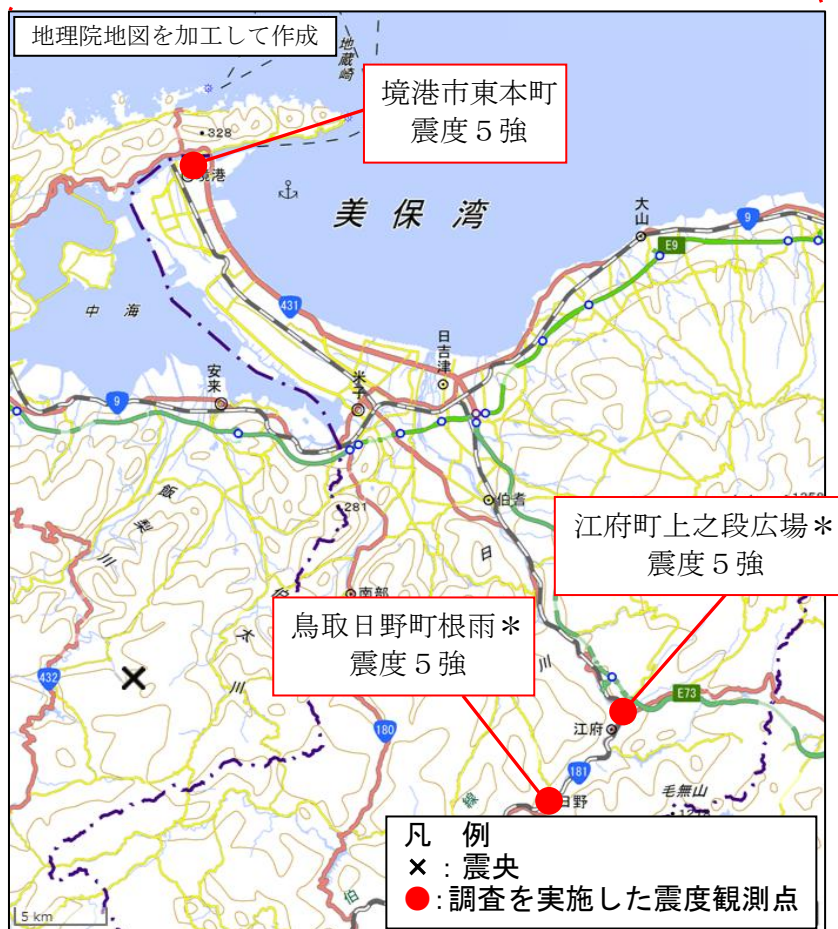 地理院地図を加工して作成
地蔵崎
境港市東本町
震度５強
・328
境港
美保湾
大山
9
E9
431
中海
日吉津
安来
米子
9
伯耆
・281
飯梨川
江府町上之段広場＊
震度５強
南部
日
鳥取日野町根雨＊
震度５強
川
木
川
432
180
E73
江府
181
毛無山
日野
凡例
×：震央
●：調査を実施した震度観測点
伯
5 km